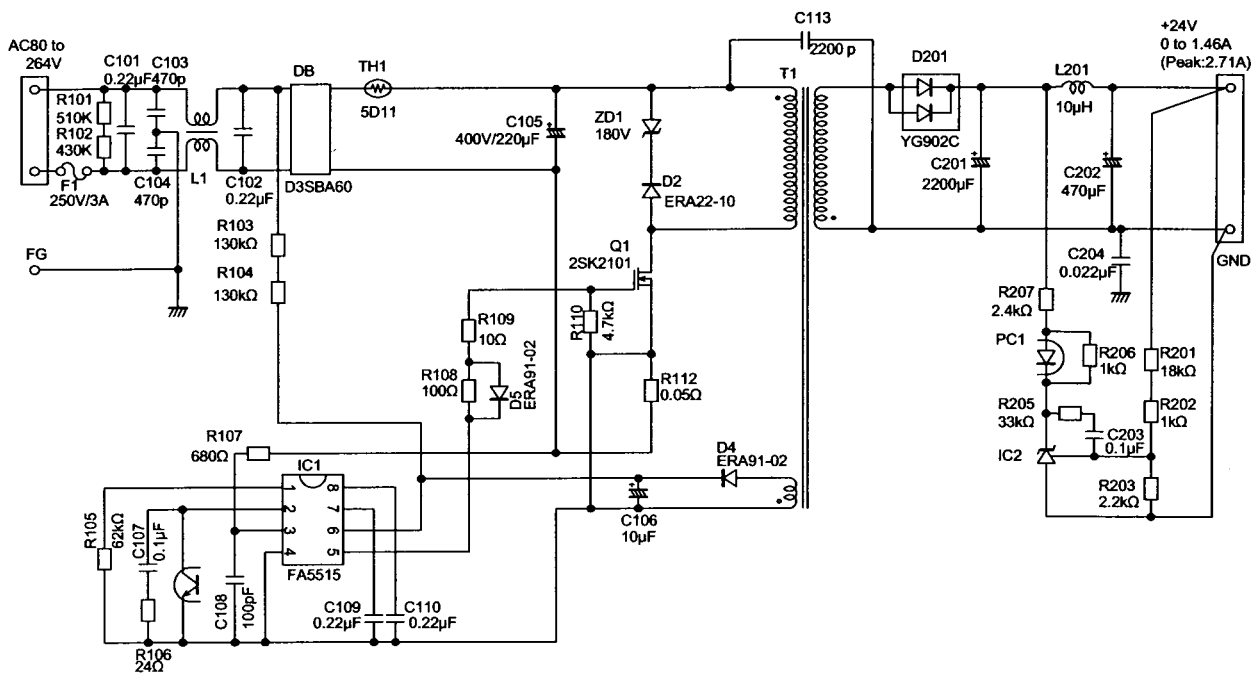 C113
2200 p
+24V
0 to 1.46A
(Peak:2.71A)
AC80 to
264V
C101
0.22µF
C103
470p
DB
TH1
5D11
T1
D201
YG902C
L201
10µH
R101
510K
R102
430K
F1
250V/3A
C104
470p
L1
C102
0.22µF
D3SBA60
C105
400V/220µF
ZD1
180V
D2
ERA22-10
C201
2200µF
C202
470µF
FG
R103
130kΩ
R104
130kΩ
Q1
2SK2101
C204
0.022µF
GND
R109
10Ω
R110
4.7kΩ
R108
100Ω
D5
ERA91-02
R112
0.05Ω
R207
2.4kΩ
PC1
R206
1kΩ
R201
18kΩ
R205
33kΩ
R202
1kΩ
C203
0.1µF
IC2
R203
2.2kΩ
R107
680Ω
IC1
D4
ERA91-02
1
8
2
7
3
6
4
5
FA5515
R105
62kΩ
C107
0.1µF
C106
10µF
C108
100pF
C109
0.22µF
C110
0.22µF
R106
24Ω